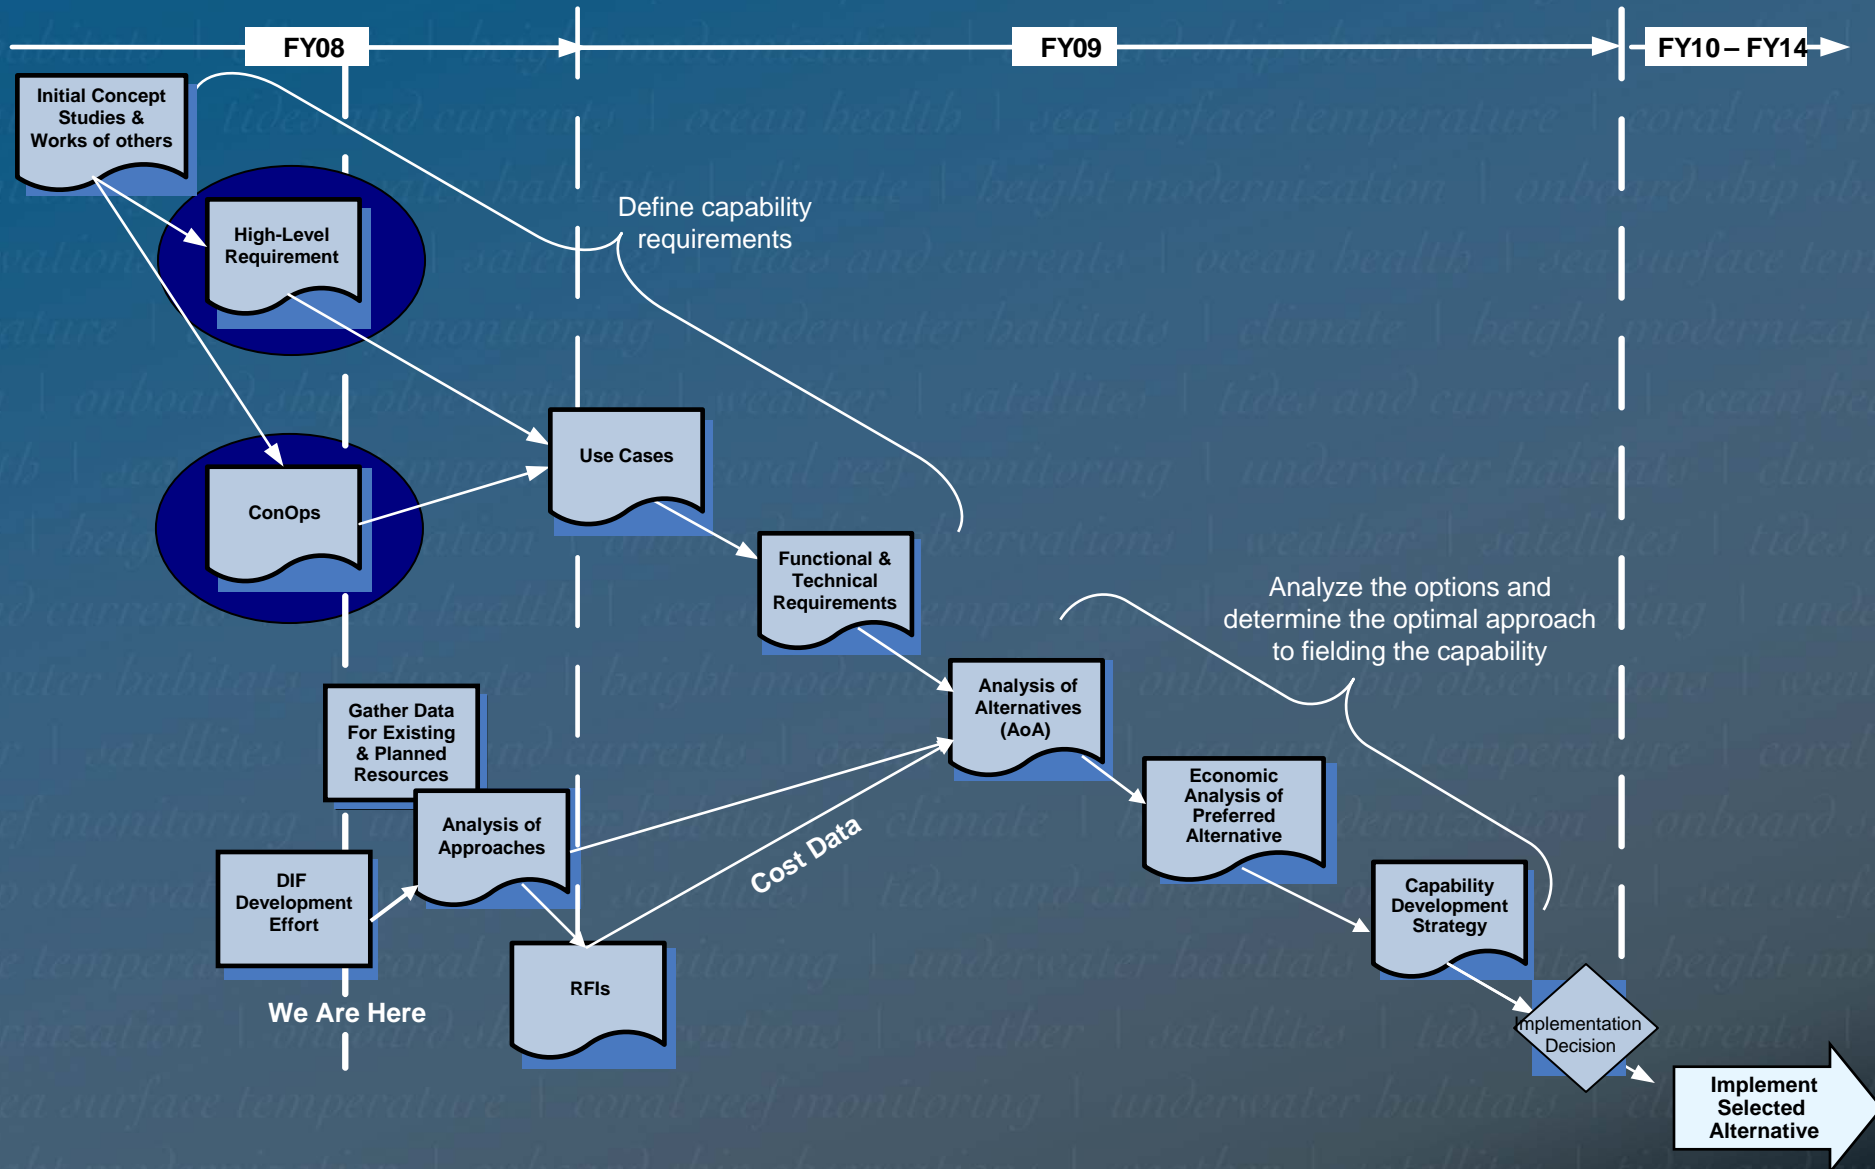 FY08
FY09
FY10 – FY14
Initial Concept
Studies &
Works of others
High-Level
Requirement
Define capability
requirements
ConOps
Use Cases
Functional &
Technical
Requirements
Analyze the options and
determine the optimal approach
to fielding the capability
Gather Data
For Existing
& Planned
Resources
Analysis of
Alternatives
(AoA)
Analysis of
Approaches
Economic
Analysis of
Preferred
Alternative
Cost Data
DIF
Development
Effort
Capability
Development
Strategy
RFIs
We Are Here
Implementation
Decision
Implement
Selected
Alternative